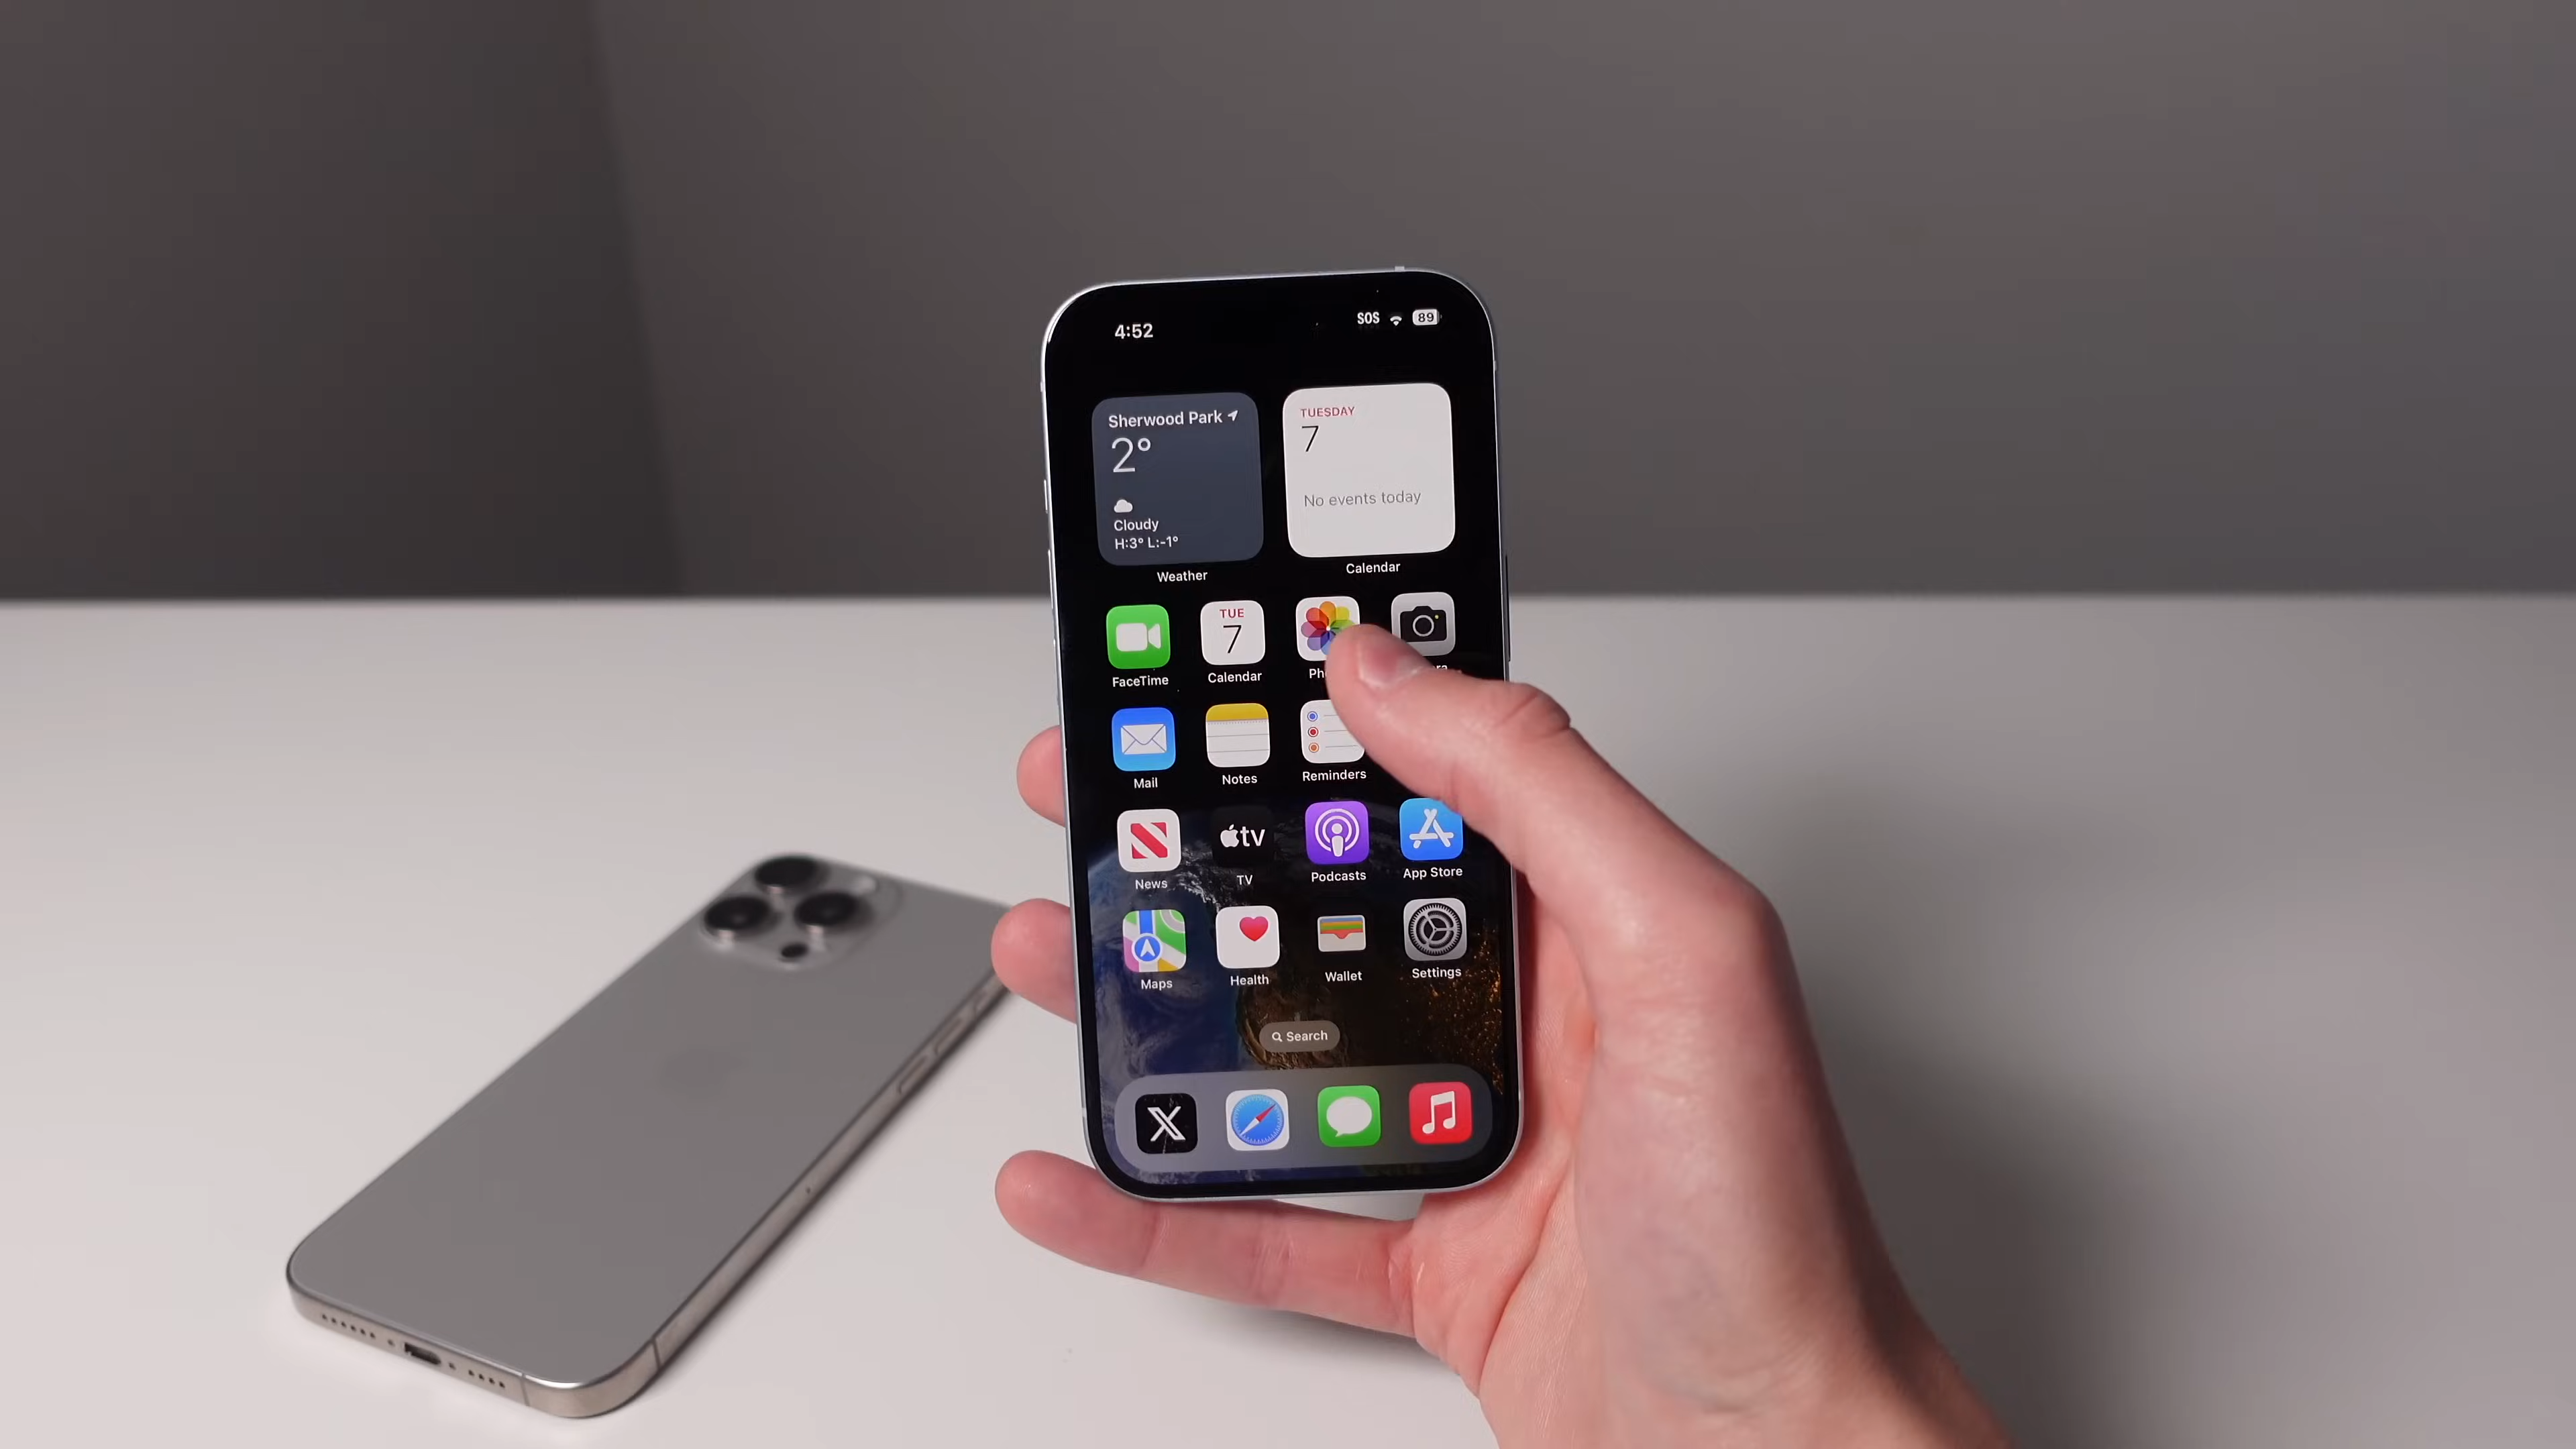 4:52 SOS 89
Sherwood Park
2°
Cloudy
H:3° L:-1°
Weather
TUESDAY
7
No events today
Calendar
TUE
7
FaceTime Calendar
Mail Notes Reminders
tv
News TV Podcasts App Store
Maps Health Wallet Settings
Search